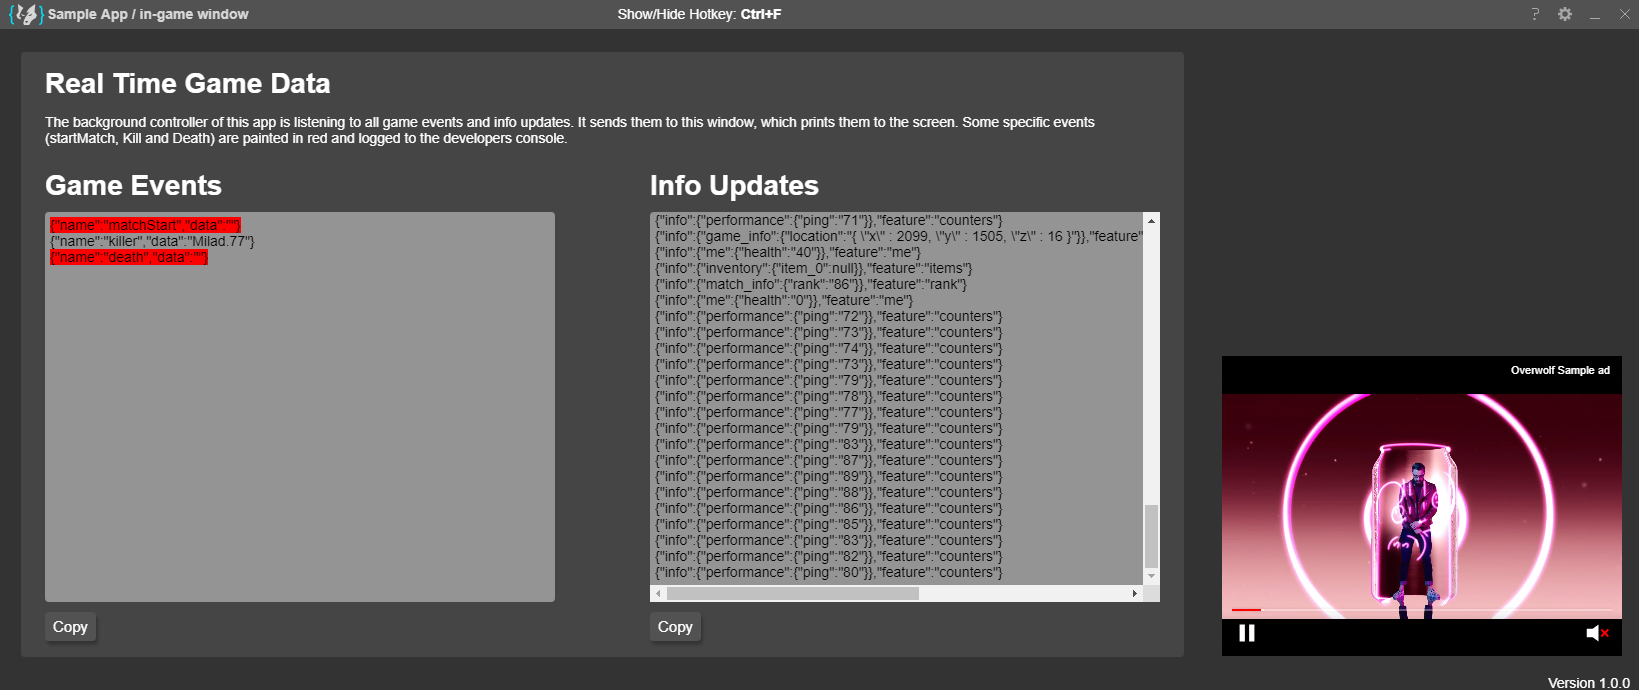 Sample App / in-game window
Show/Hide Hotkey: Ctrl+F
Real Time Game Data
The background controller of this app is listening to all game events and info updates. It sends them to this window, which prints them to the screen. Some specific events
(startMatch, Kill and Death) are painted in red and logged to the developers console.
Game Events
{"name":"matchStart","data":""}
{"name":"killer","data":"Milad.77"}
{"name":"death","data":""}
Copy
Info Updates
{"info":{"performance":{"ping":"71"}},"feature":"counters"}
{"info":{"game_info":{"location":"{ \"x\" : 2099, \"y\" : 1505, \"z\" : 16 }"}},"feature"
{"info":{"me":{"health":"40"}},"feature":"me"}
{"info":{"inventory":{"item_0":null}},"feature":"items"}
{"info":{"match_info":{"rank":"86"}},"feature":"rank"}
{"info":{"me":{"health":"0"}},"feature":"me"}
{"info":{"performance":{"ping":"72"}},"feature":"counters"}
{"info":{"performance":{"ping":"73"}},"feature":"counters"}
{"info":{"performance":{"ping":"74"}},"feature":"counters"}
{"info":{"performance":{"ping":"73"}},"feature":"counters"}
{"info":{"performance":{"ping":"79"}},"feature":"counters"}
{"info":{"performance":{"ping":"78"}},"feature":"counters"}
{"info":{"performance":{"ping":"77"}},"feature":"counters"}
{"info":{"performance":{"ping":"79"}},"feature":"counters"}
{"info":{"performance":{"ping":"83"}},"feature":"counters"}
{"info":{"performance":{"ping":"87"}},"feature":"counters"}
{"info":{"performance":{"ping":"89"}},"feature":"counters"}
{"info":{"performance":{"ping":"88"}},"feature":"counters"}
{"info":{"performance":{"ping":"86"}},"feature":"counters"}
{"info":{"performance":{"ping":"85"}},"feature":"counters"}
{"info":{"performance":{"ping":"83"}},"feature":"counters"}
{"info":{"performance":{"ping":"82"}},"feature":"counters"}
{"info":{"performance":{"ping":"80"}},"feature":"counters"}
Copy
Overwolf Sample ad
Version 1.0.0